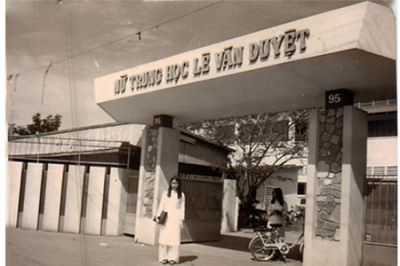 NỮ TRUNG HỌC LÊ VĂN DUYỆT
95